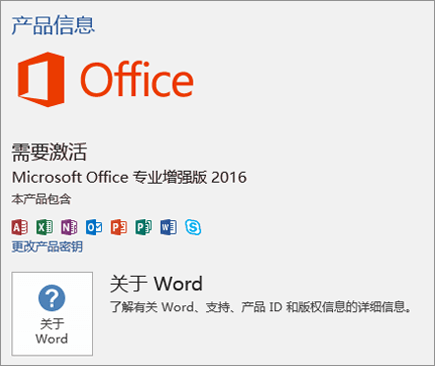 产品信息
Office
需要激活
Microsoft Office 专业增强版 2016
本产品包含
A X N O P P W S
更改产品密钥
?
关于
Word
关于 Word
了解有关 Word、支持、产品 ID 和版权信息的详细信息。